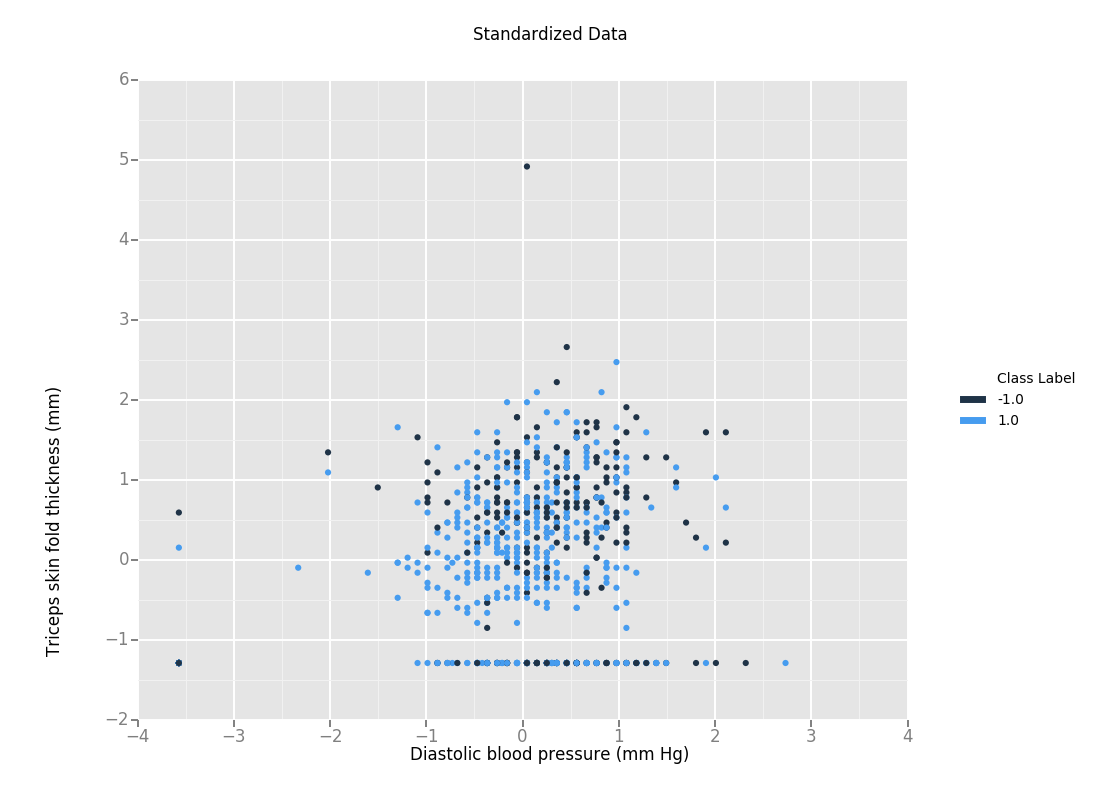 Standardized Data
6
5
4
3
2
1
0
−1
−2
Triceps skin fold thickness (mm)
−4 −3 −2 −1 0 1 2 3 4
Diastolic blood pressure (mm Hg)
Class Label
-1.0
1.0